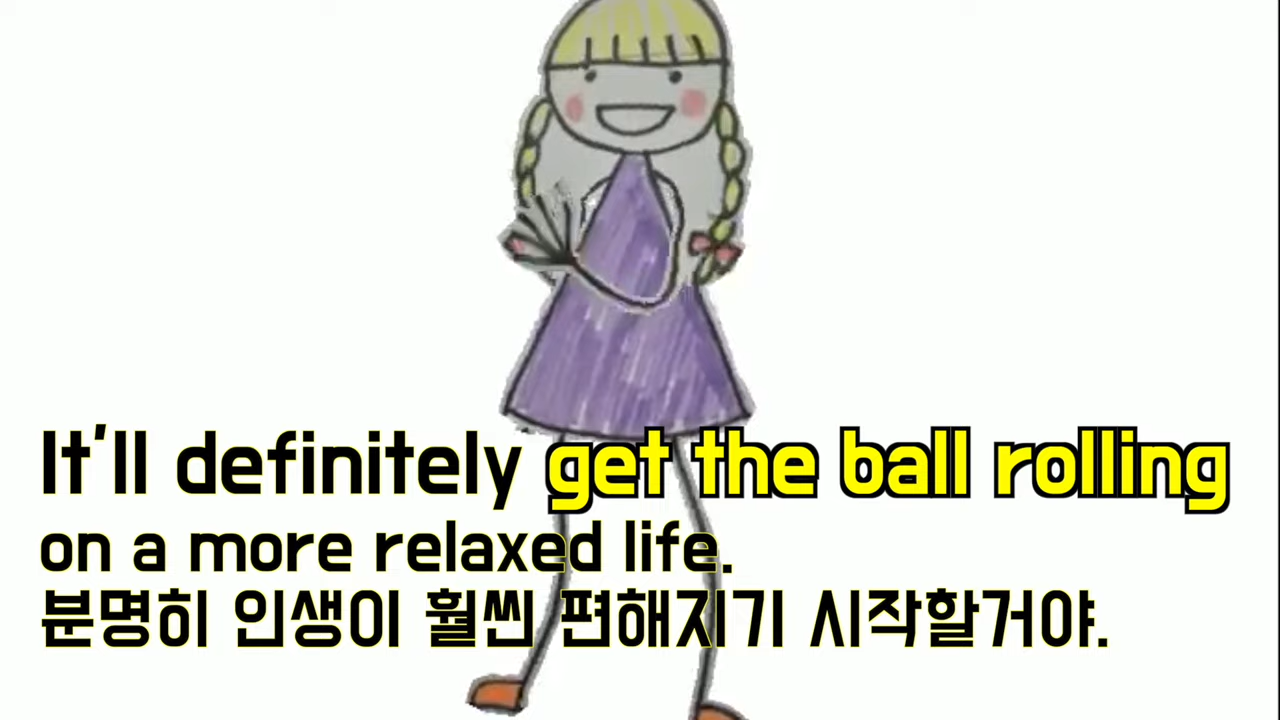 It'll definitely get the ball rolling
on a more relaxed life.
분명히 인생이 훨씬 편해지기 시작할거야.